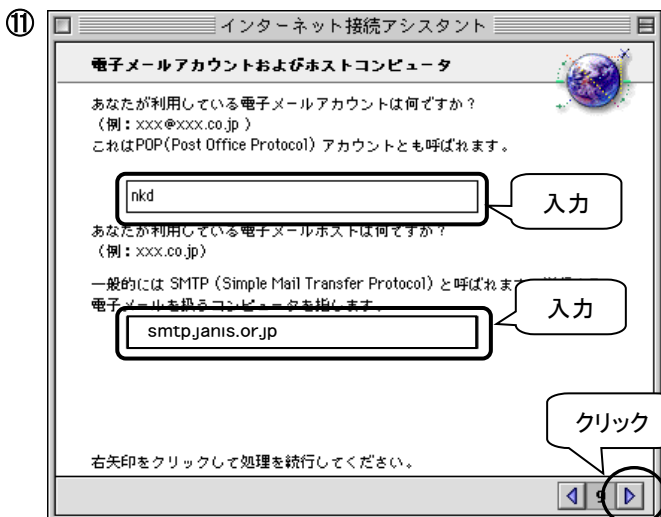 ⑪
インターネット接続アシスタント
電子メールアカウントおよびホストコンピュータ
あなたが利用している電子メールアカウントは何ですか?
(例:xxx@xxx.co.jp )
これはPOP(Post Office Protocol) アカウントとも呼ばれます。
nkd
入力
あなたが利用している電子メールホストは何ですか?
(例:xxx.co.jp)
一般的には SMTP (Simple Mail Transfer Protocol) と呼ばれます
電子メールを扱うコンピュータを指します。
入力
smtp.janis.or.jp
クリック
右矢印をクリックして処理を続行してください。
9